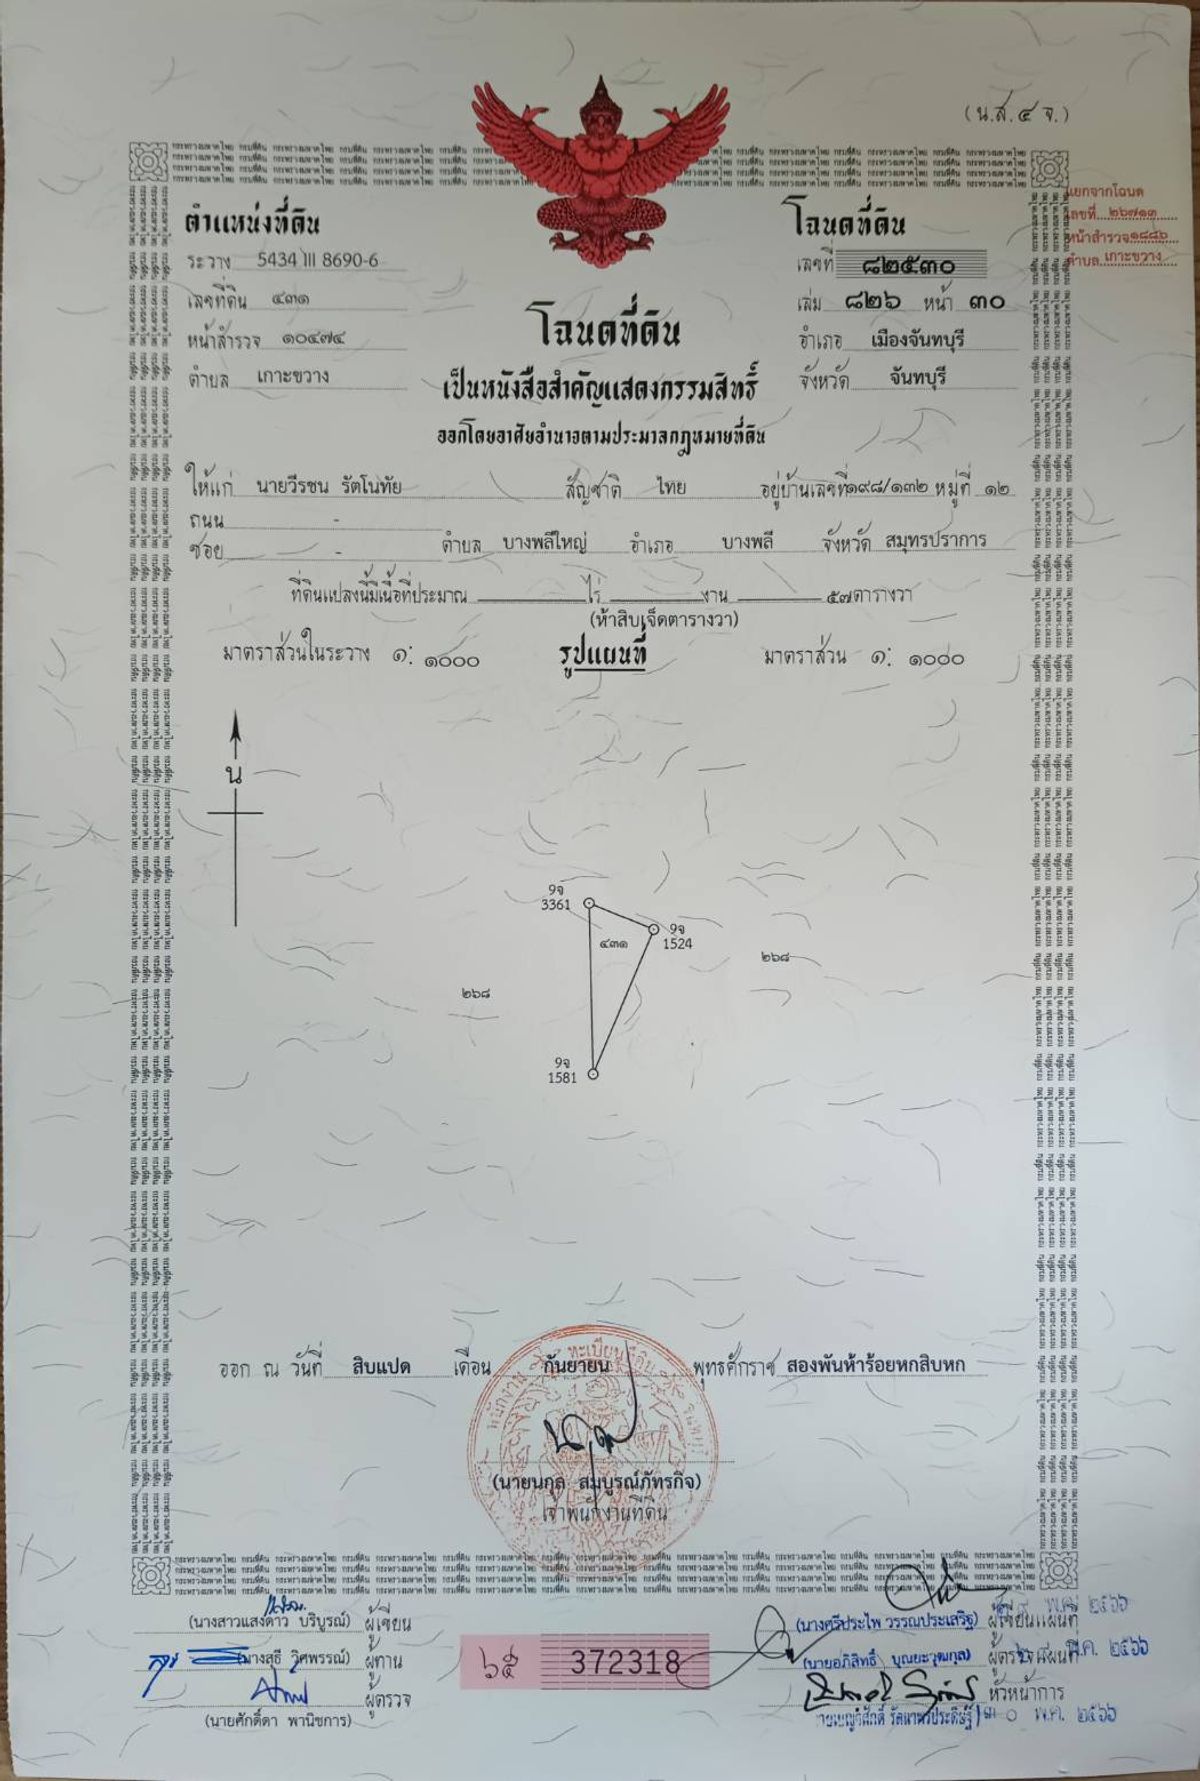 (น.ส.๔ จ.)
แยกจากโฉนด
เลขที่ ๒๖๗๑๓
หน้าสำรวจ ๑๘๘๖
ตำบล เกาะขวาง
ตำแหน่งที่ดิน
ระวาง 5434 III 8690-6
เลขที่ดิน ๔๓๑
หน้าสำรวจ ๑๐๔๗๔
ตำบล เกาะขวาง
โฉนดที่ดิน
เลขที่ ๘๒๕๓๐
เล่ม ๘๒๖ หน้า ๓๐
อำเภอ เมืองจันทบุรี
จังหวัด จันทบุรี
โฉนดที่ดิน
เป็นหนังสือสำคัญแสดงกรรมสิทธิ์
ออกโดยอาศัยอำนาจตามประมวลกฎหมายที่ดิน
ให้แก่ นายวีรชน รัตโนทัย สัญชาติ ไทย อยู่บ้านเลขที่ ๑๙๘/๑๓๒ หมู่ที่ ๑๒
ถนน -
ซอย - ตำบล บางพลีใหญ่ อำเภอ บางพลี จังหวัด สมุทรปราการ
ที่ดินแปลงนี้มีเนื้อที่ประมาณ ไร่ งาน ๕๗ ตารางวา
(ห้าสิบเจ็ดตารางวา)
มาตราส่วนในระวาง ๑: ๑๐๐๐ รูปแผนที่ มาตราส่วน ๑: ๑๐๐๐
น
9จ
3361
๔๓๑
9จ
1524
๒๖๘
๒๖๘
9จ
1581
ออก ณ วันที่ สิบแปด เดือน กันยายน พุทธศักราช สองพันห้าร้อยหกสิบหก
(นายนกุล สมบูรณ์ภัทรกิจ)
เจ้าพนักงานที่ดิน
(นางสาวแสงดาว บริบูรณ์) ผู้เขียน
(นางสุธี วิศพรรณ์) ผู้ทาน
ผู้ตรวจ
(นายศักดิ์ดา พานิชการ)
๖๕ 372318
(นางศรีประไพ วรรณประเสริฐ) ผู้เขียนแผนที่ พ.ค. ๒๕๖๖
(นายอภิสิทธิ์ บุณยะวุฒกุล) ผู้ตรวจแผนที่ ๒๕๖๖
หัวหน้าการ
๓๐ พ.ค. ๒๕๖๖